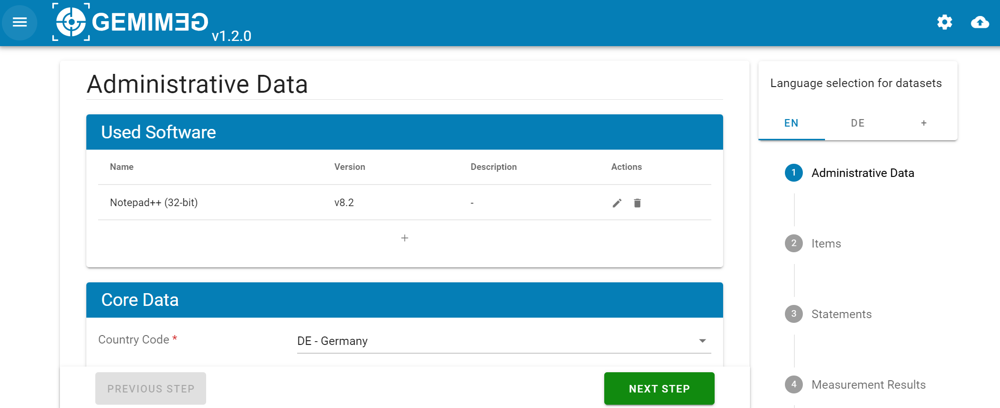 GEMIMEG v1.2.0
Administrative Data
Used Software
Name Version Description Actions
Notepad++ (32-bit) v8.2 -
+
Core Data
Country Code * DE - Germany
PREVIOUS STEP NEXT STEP
Language selection for datasets
EN DE +
1 Administrative Data
2 Items
3 Statements
4 Measurement Results